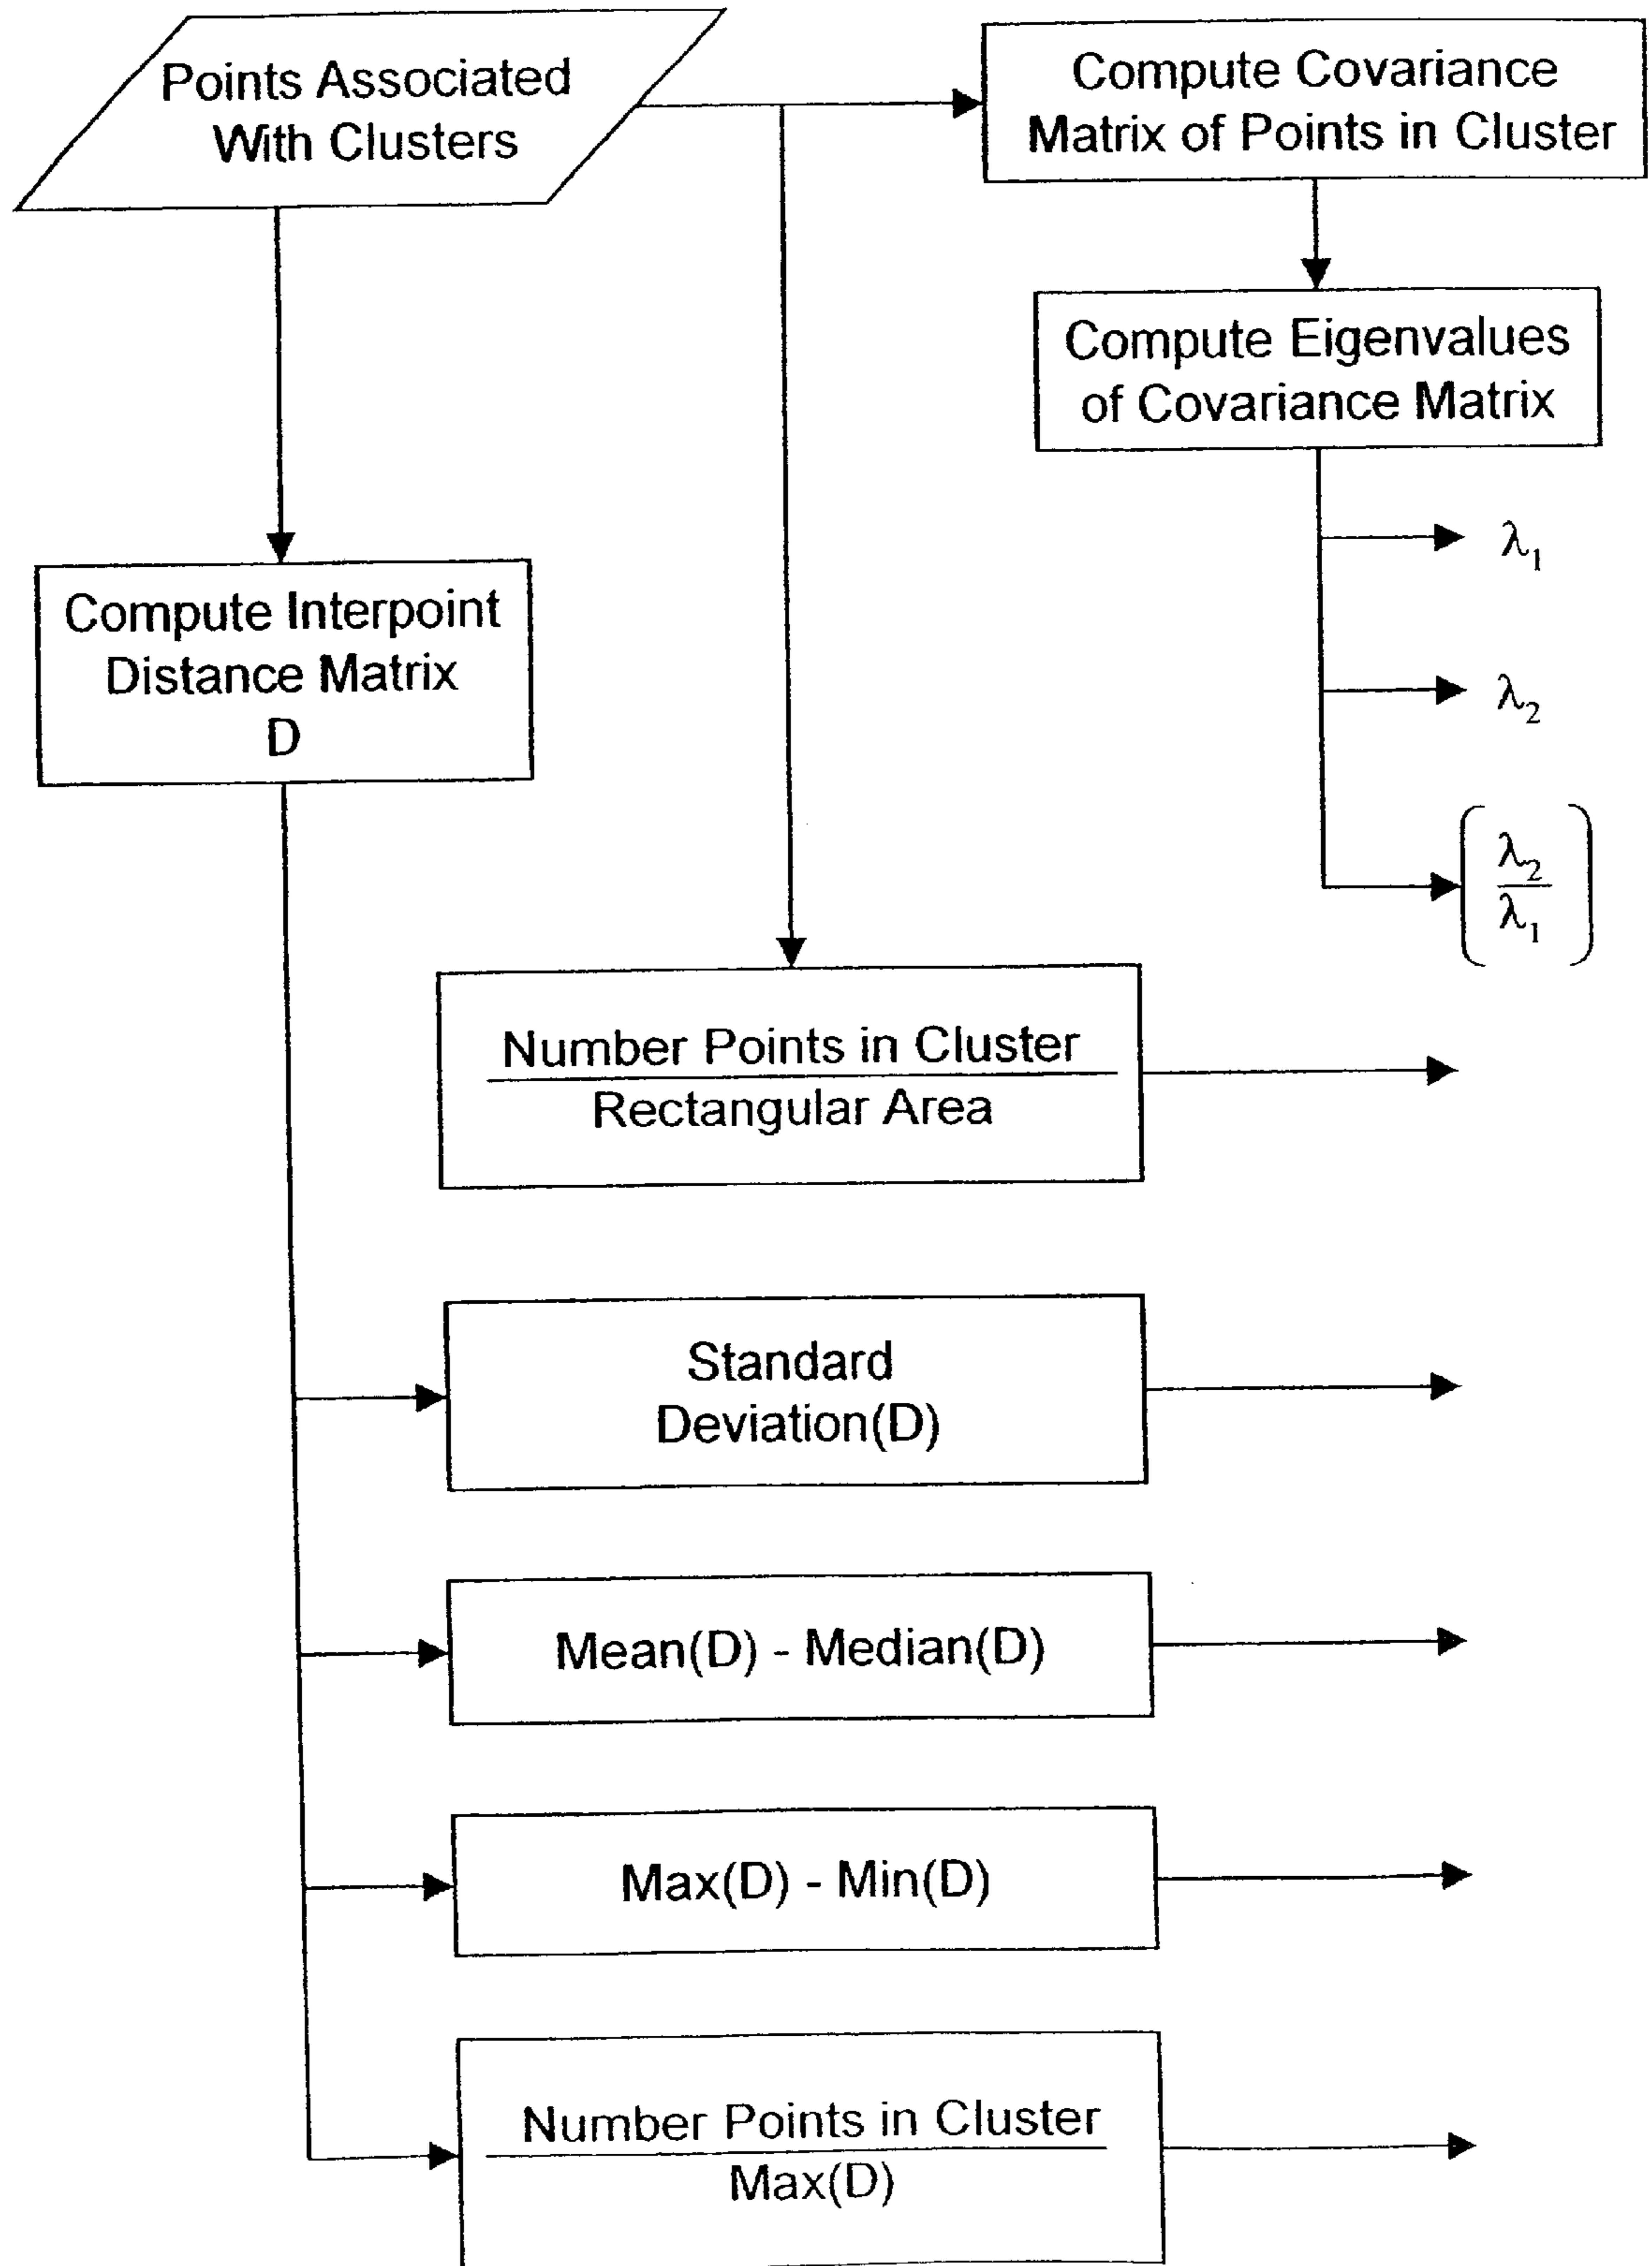 Points Associated
With Clusters
Compute Covariance
Matrix of Points in Cluster
Compute Eigenvalues
of Covariance Matrix
λ1
λ2
λ2
λ1
Compute Interpoint
Distance Matrix
D
Number Points in Cluster
Rectangular Area
Standard
Deviation(D)
Mean(D) - Median(D)
Max(D) - Min(D)
Number Points in Cluster
Max(D)